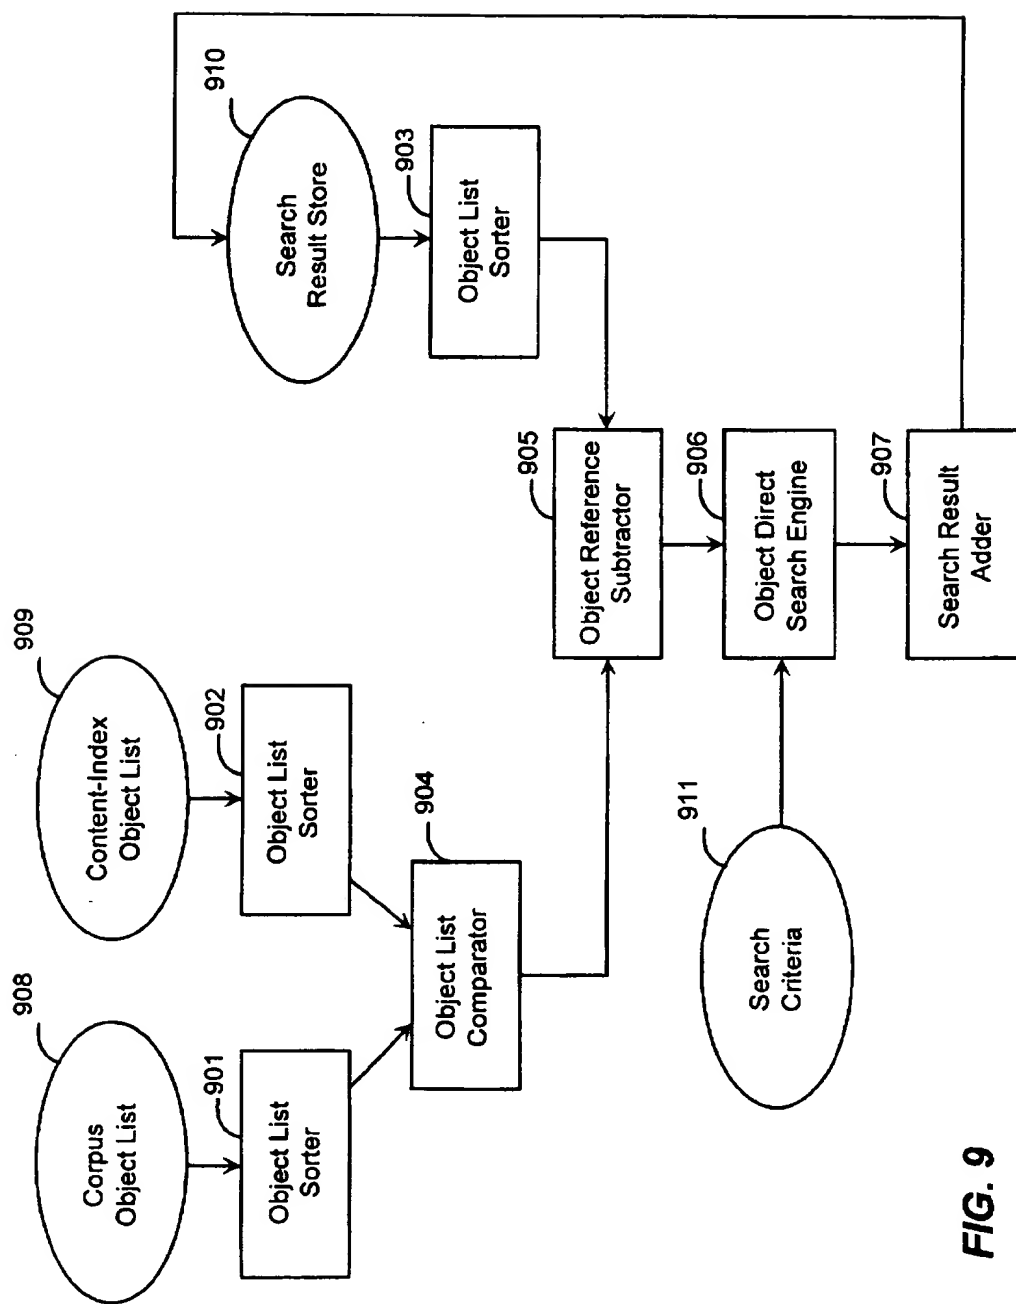 908
Corpus
Object List
901
Object List
Sorter
909
Content-Index
Object List
902
Object List
Sorter
904
Object List
Comparator
910
Search
Result Store
903
Object List
Sorter
905
Object Reference
Subtractor
911
Search
Criteria
906
Object Direct
Search Engine
907
Search Result
Adder
FIG. 9